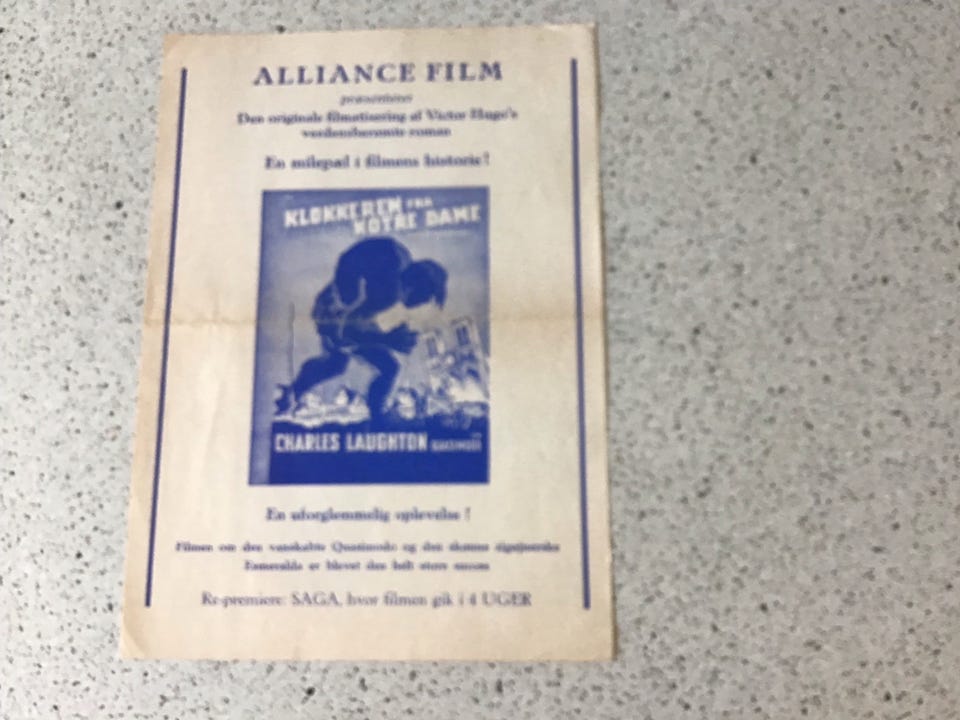 ALLIANCE FILM
præsenterer
Den originale filmatisering af Victor Hugo's
verdensberømte roman
En milepæl i filmens historie!
KLOKKEREN FRA
NOTRE DAME
CHARLES LAUGHTON SOM QUASIMODO
En uforglemmelig oplevelse!
Filmen om den vanskabte Quasimodo og den skønne sigøjnerske
Esmeralda er blevet den helt store succes
Re-premiere: SAGA, hvor filmen gik i 4 UGER